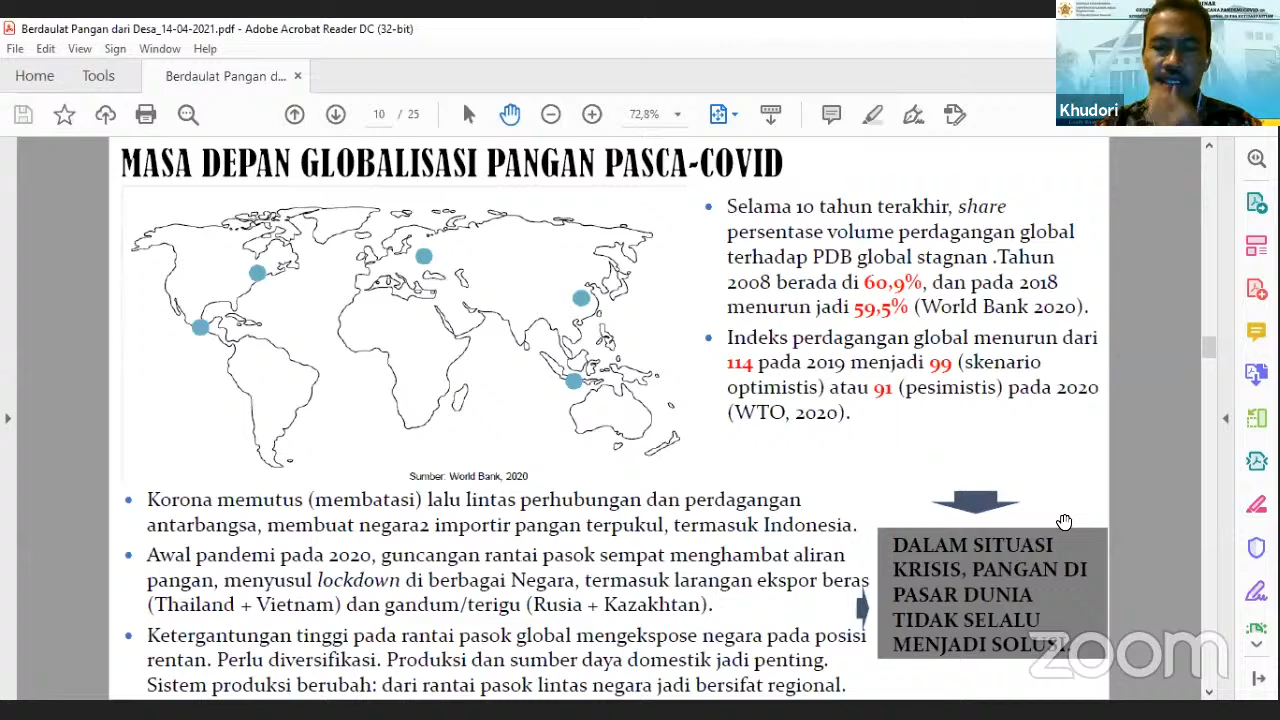 Berdaulat Pangan dari Desa_14-04-2021.pdf - Adobe Acrobat Reader DC (32-bit)
File Edit View Sign Window Help
Home Tools Berdaulat Pangan d... ×
10 / 25 72,8%
Khudori
MASA DEPAN GLOBALISASI PANGAN PASCA-COVID
• Selama 10 tahun terakhir, share
persentase volume perdagangan global
terhadap PDB global stagnan .Tahun
2008 berada di 60,9%, dan pada 2018
menurun jadi 59,5% (World Bank 2020).
• Indeks perdagangan global menurun dari
114 pada 2019 menjadi 99 (skenario
optimistis) atau 91 (pesimistis) pada 2020
(WTO, 2020).
Sumber: World Bank, 2020
• Korona memutus (membatasi) lalu lintas perhubungan dan perdagangan
antarbangsa, membuat negara2 importir pangan terpukul, termasuk Indonesia.
• Awal pandemi pada 2020, guncangan rantai pasok sempat menghambat aliran
pangan, menyusul lockdown di berbagai Negara, termasuk larangan ekspor beras
(Thailand + Vietnam) dan gandum/terigu (Rusia + Kazakhtan).
• Ketergantungan tinggi pada rantai pasok global mengekspose negara pada posisi
rentan. Perlu diversifikasi. Produksi dan sumber daya domestik jadi penting.
Sistem produksi berubah: dari rantai pasok lintas negara jadi bersifat regional.
DALAM SITUASI
KRISIS, PANGAN DI
PASAR DUNIA
TIDAK SELALU
MENJADI SOLUSI.
zoom